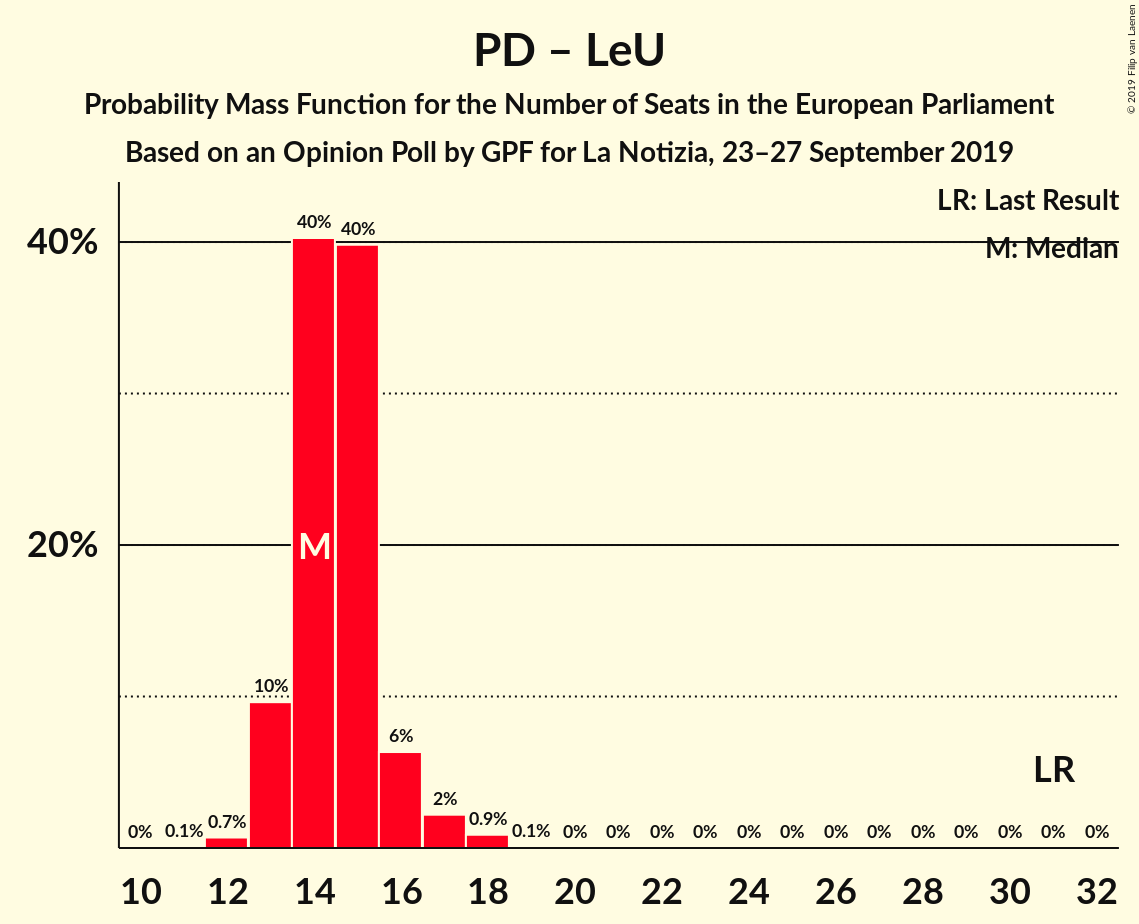 PD – LeU
Probability Mass Function for the Number of Seats in the European Parliament
Based on an Opinion Poll by GPF for La Notizia, 23–27 September 2019
© 2019 Filip van Laenen
LR: Last Result
M: Median
40%
20%
0% 0.1% 0.7% 10% 40% 40% 6% 2% 0.9% 0.1% 0% 0% 0% 0% 0% 0% 0% 0% 0% 0% 0% 0% 0%
M
LR
10 12 14 16 18 20 22 24 26 28 30 32